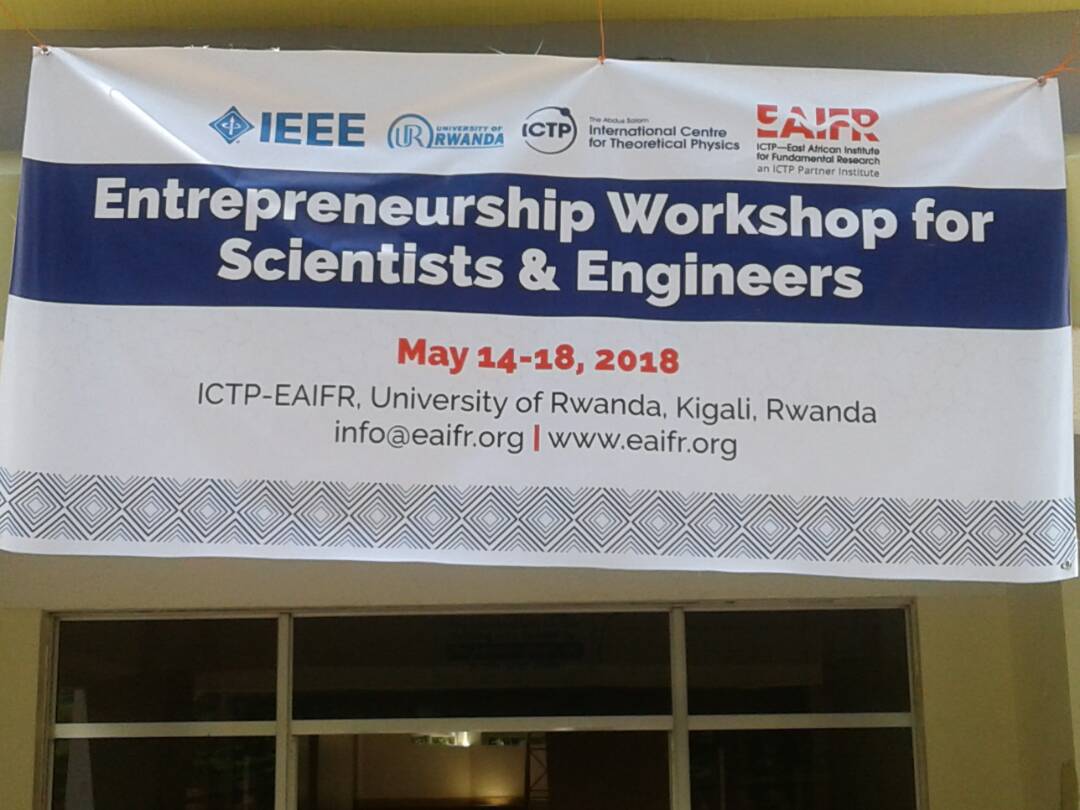 IEEE
UR UNIVERSITY OF RWANDA
ICTP
The Abdus Salam
International Centre
for Theoretical Physics
EAIFR
ICTP—East African Institute
for Fundamental Research
an ICTP Partner Institute
Entrepreneurship Workshop for
Scientists & Engineers
May 14-18, 2018
ICTP-EAIFR, University of Rwanda, Kigali, Rwanda
info@eaifr.org | www.eaifr.org